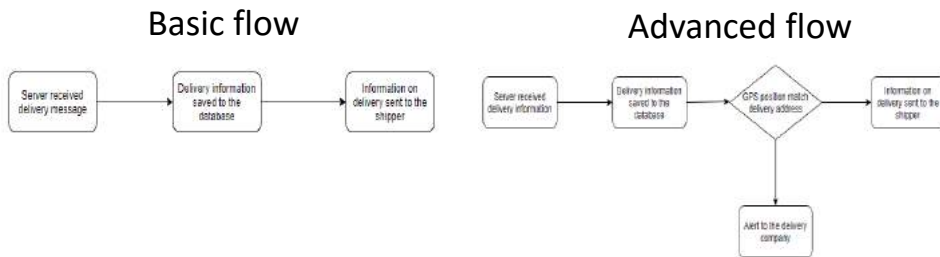 Basic flow
Advanced flow
Server received
delivery message
Delivery information
saved to the
database
Information on
delivery sent to the
shipper
Server received
delivery information
Delivery information
saved to the
database
GPS position match
delivery address
Information on
delivery sent to the
shipper
Alert to the delivery
company